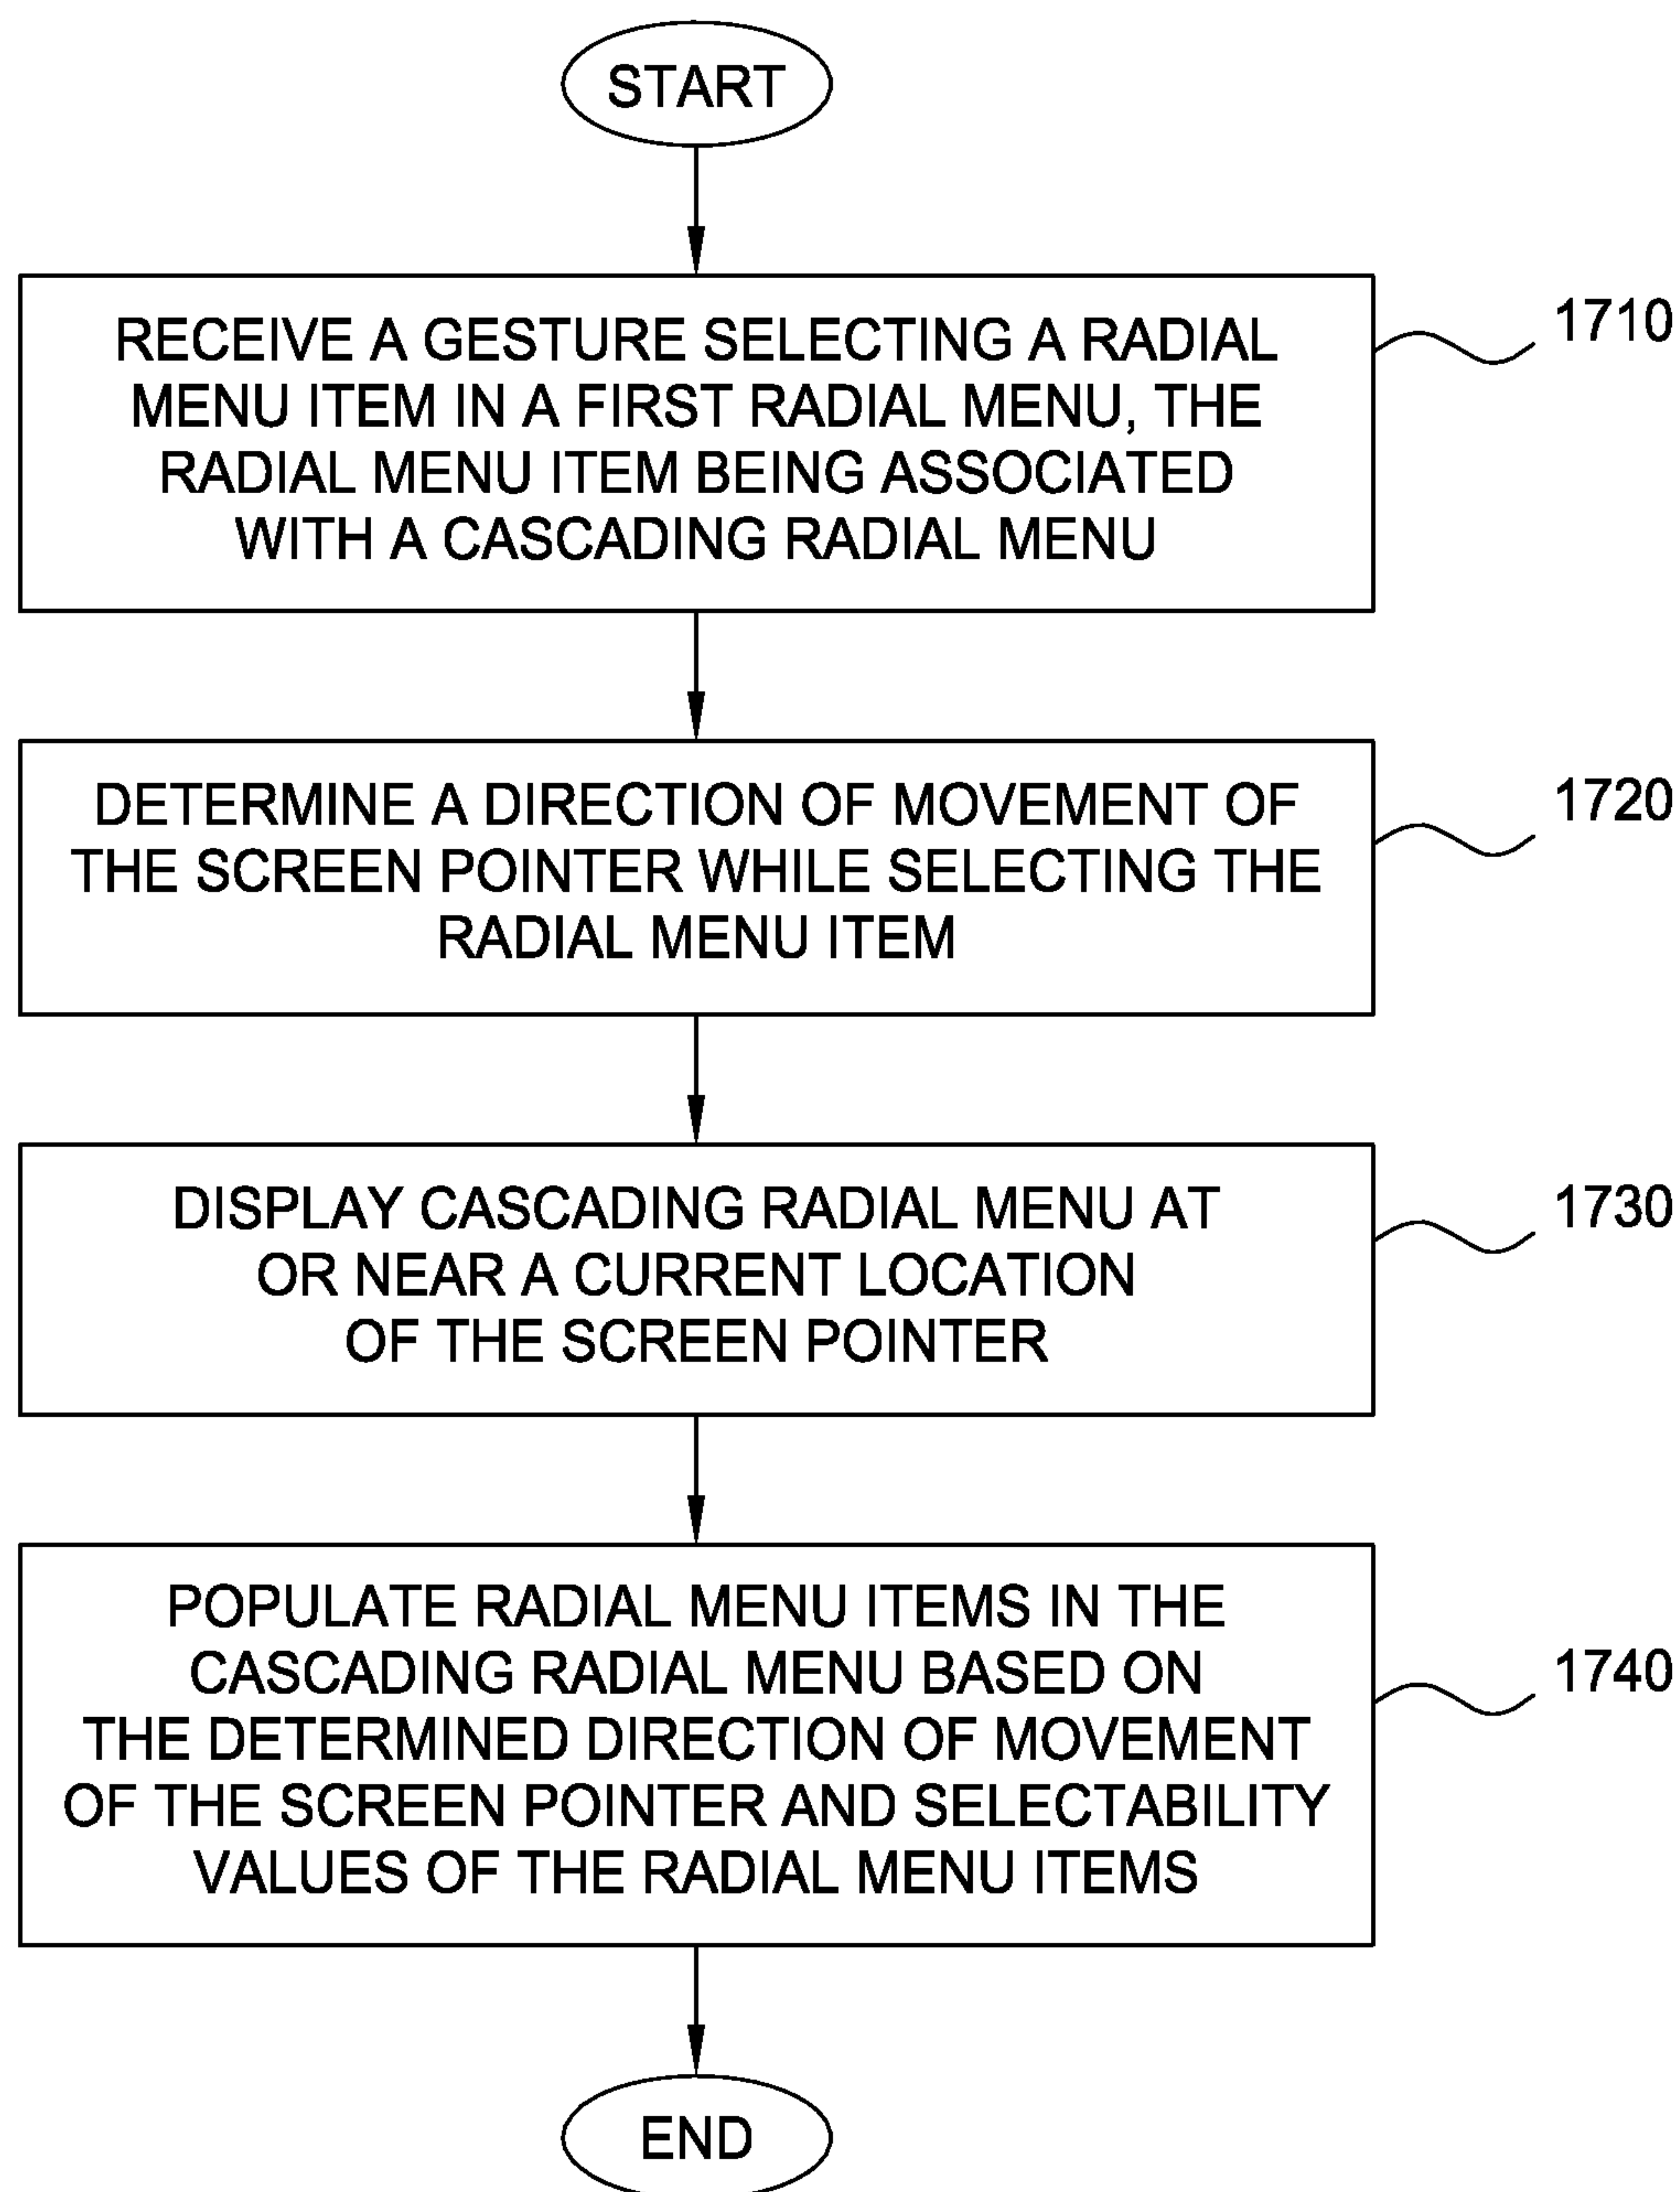 START
RECEIVE A GESTURE SELECTING A RADIAL
MENU ITEM IN A FIRST RADIAL MENU, THE
RADIAL MENU ITEM BEING ASSOCIATED
WITH A CASCADING RADIAL MENU
1710
DETERMINE A DIRECTION OF MOVEMENT OF
THE SCREEN POINTER WHILE SELECTING THE
RADIAL MENU ITEM
1720
DISPLAY CASCADING RADIAL MENU AT
OR NEAR A CURRENT LOCATION
OF THE SCREEN POINTER
1730
POPULATE RADIAL MENU ITEMS IN THE
CASCADING RADIAL MENU BASED ON
THE DETERMINED DIRECTION OF MOVEMENT
OF THE SCREEN POINTER AND SELECTABILITY
VALUES OF THE RADIAL MENU ITEMS
1740
END